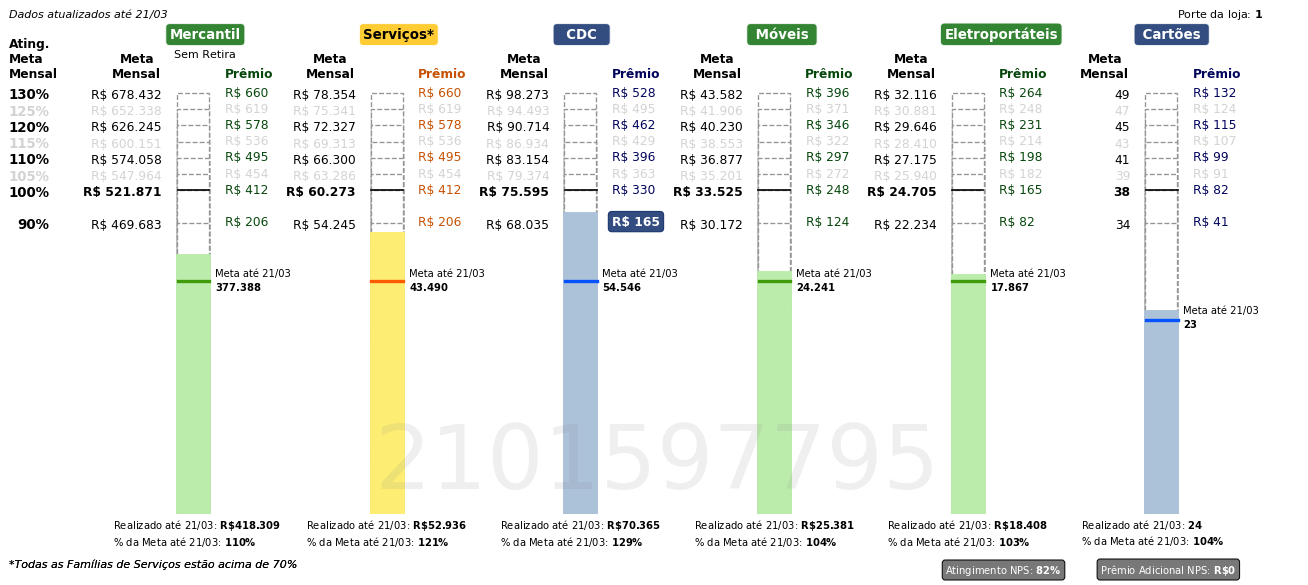 Dados atualizados até 21/03
Porte da loja: 1
Mercantil Serviços* CDC Móveis Eletroportáteis Cartões
Sem Retira
Ating. Meta Mensal
Meta Mensal Prêmio Meta Mensal Prêmio Meta Mensal Prêmio Meta Mensal Prêmio Meta Mensal Prêmio Meta Mensal Prêmio
130% R$ 678.432 R$ 660 R$ 78.354 R$ 660 R$ 98.273 R$ 528 R$ 43.582 R$ 396 R$ 32.116 R$ 264 49 R$ 132
125% R$ 652.338 R$ 619 R$ 75.341 R$ 619 R$ 94.493 R$ 495 R$ 41.906 R$ 371 R$ 30.881 R$ 248 47 R$ 124
120% R$ 626.245 R$ 578 R$ 72.327 R$ 578 R$ 90.714 R$ 462 R$ 40.230 R$ 346 R$ 29.646 R$ 231 45 R$ 115
115% R$ 600.151 R$ 536 R$ 69.313 R$ 536 R$ 86.934 R$ 429 R$ 38.553 R$ 322 R$ 28.410 R$ 214 43 R$ 107
110% R$ 574.058 R$ 495 R$ 66.300 R$ 495 R$ 83.154 R$ 396 R$ 36.877 R$ 297 R$ 27.175 R$ 198 41 R$ 99
105% R$ 547.964 R$ 454 R$ 63.286 R$ 454 R$ 79.374 R$ 363 R$ 35.201 R$ 272 R$ 25.940 R$ 182 39 R$ 91
100% R$ 521.871 R$ 412 R$ 60.273 R$ 412 R$ 75.595 R$ 330 R$ 33.525 R$ 248 R$ 24.705 R$ 165 38 R$ 82
90% R$ 469.683 R$ 206 R$ 54.245 R$ 206 R$ 68.035 R$ 165 R$ 30.172 R$ 124 R$ 22.234 R$ 82 34 R$ 41
Meta até 21/03 Meta até 21/03 Meta até 21/03 Meta até 21/03 Meta até 21/03
377.388 43.490 54.546 24.241 17.867
Meta até 21/03
23
2101597795
Realizado até 21/03: R$418.309 Realizado até 21/03: R$52.936 Realizado até 21/03: R$70.365 Realizado até 21/03: R$25.381 Realizado até 21/03: R$18.408 Realizado até 21/03: 24
% da Meta até 21/03: 110% % da Meta até 21/03: 121% % da Meta até 21/03: 129% % da Meta até 21/03: 104% % da Meta até 21/03: 103% % da Meta até 21/03: 104%
*Todas as Famílias de Serviços estão acima de 70%
Atingimento NPS: 82% Prêmio Adicional NPS: R$0